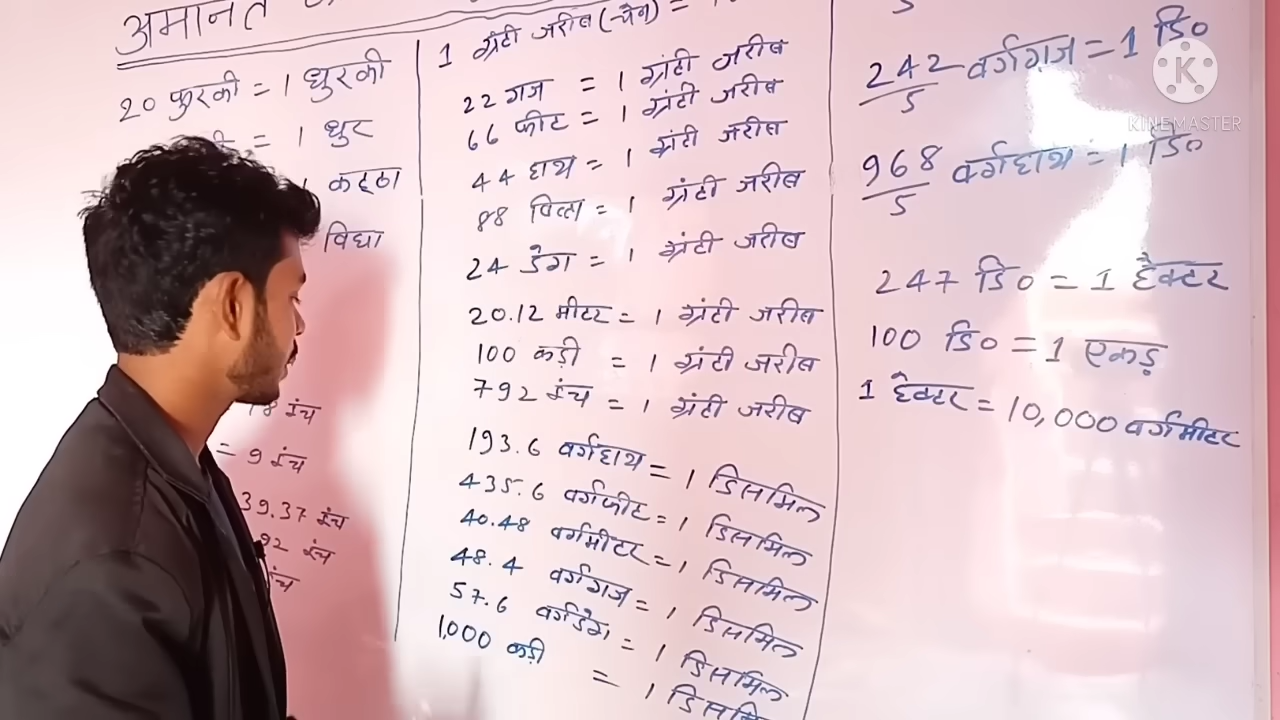 अमानत
20 फुरकी = 1 धुरकी
= 1 धुर
कट्ठा
विघा
18 इंच
= 9 इंच
39.37 इंच
92 इंच
इंच
1 ग्रंटी जरीब (-चेन) =
22 गज = 1 ग्रंटी जरीब
66 फीट = 1 ग्रंटी जरीब
44 हाथ = 1 ग्रंटी जरीब
88 वित्ता = 1 ग्रंटी जरीब
24 डेग = 1 ग्रंटी जरीब
20.12 मीटर = 1 ग्रंटी जरीब
100 कड़ी = 1 ग्रंटी जरीब
792 इंच = 1 ग्रंटी जरीब
193.6 वर्गहाथ = 1 डिसमिल
435.6 वर्गफीट = 1 डिसमिल
40.48 वर्गमीटर = 1 डिसमिल
48.4 वर्गगज = 1 डिसमिल
57.6 वर्गडेग = 1 डिसमिल
1,000 कड़ी = 1 डिसमिल
5
242/5 वर्गगज = 1 डि०
968/5 वर्गहाथ = 1 डि०
247 डि० = 1 हैक्टर
100 डि० = 1 एकड़
1 हेक्टर = 10,000 वर्गमीटर
K
KINEMASTER